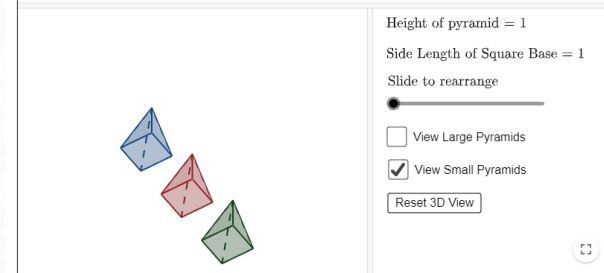 Height of pyramid = 1
Side Length of Square Base = 1
Slide to rearrange
View Large Pyramids
View Small Pyramids
Reset 3D View